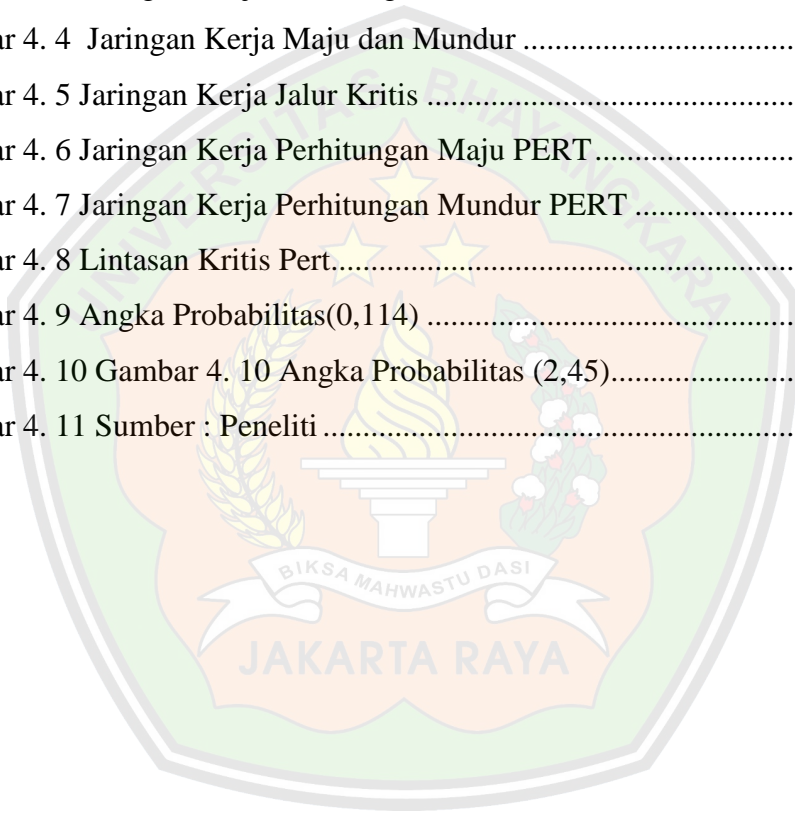 ar 4. 4  Jaringan Kerja Maju dan Mundur ..................................
ar 4. 5 Jaringan Kerja Jalur Kritis ..............................................
ar 4. 6 Jaringan Kerja Perhitungan Maju PERT..........................
ar 4. 7 Jaringan Kerja Perhitungan Mundur PERT .....................
ar 4. 8 Lintasan Kritis Pert..........................................................
ar 4. 9 Angka Probabilitas(0,114) ..............................................
ar 4. 10 Gambar 4. 10 Angka Probabilitas (2,45).......................
ar 4. 11 Sumber : Peneliti ..........................................................
UNIVERSITAS BHAYANGKARA
BIKSA MAHWASTU DASI
JAKARTA RAYA